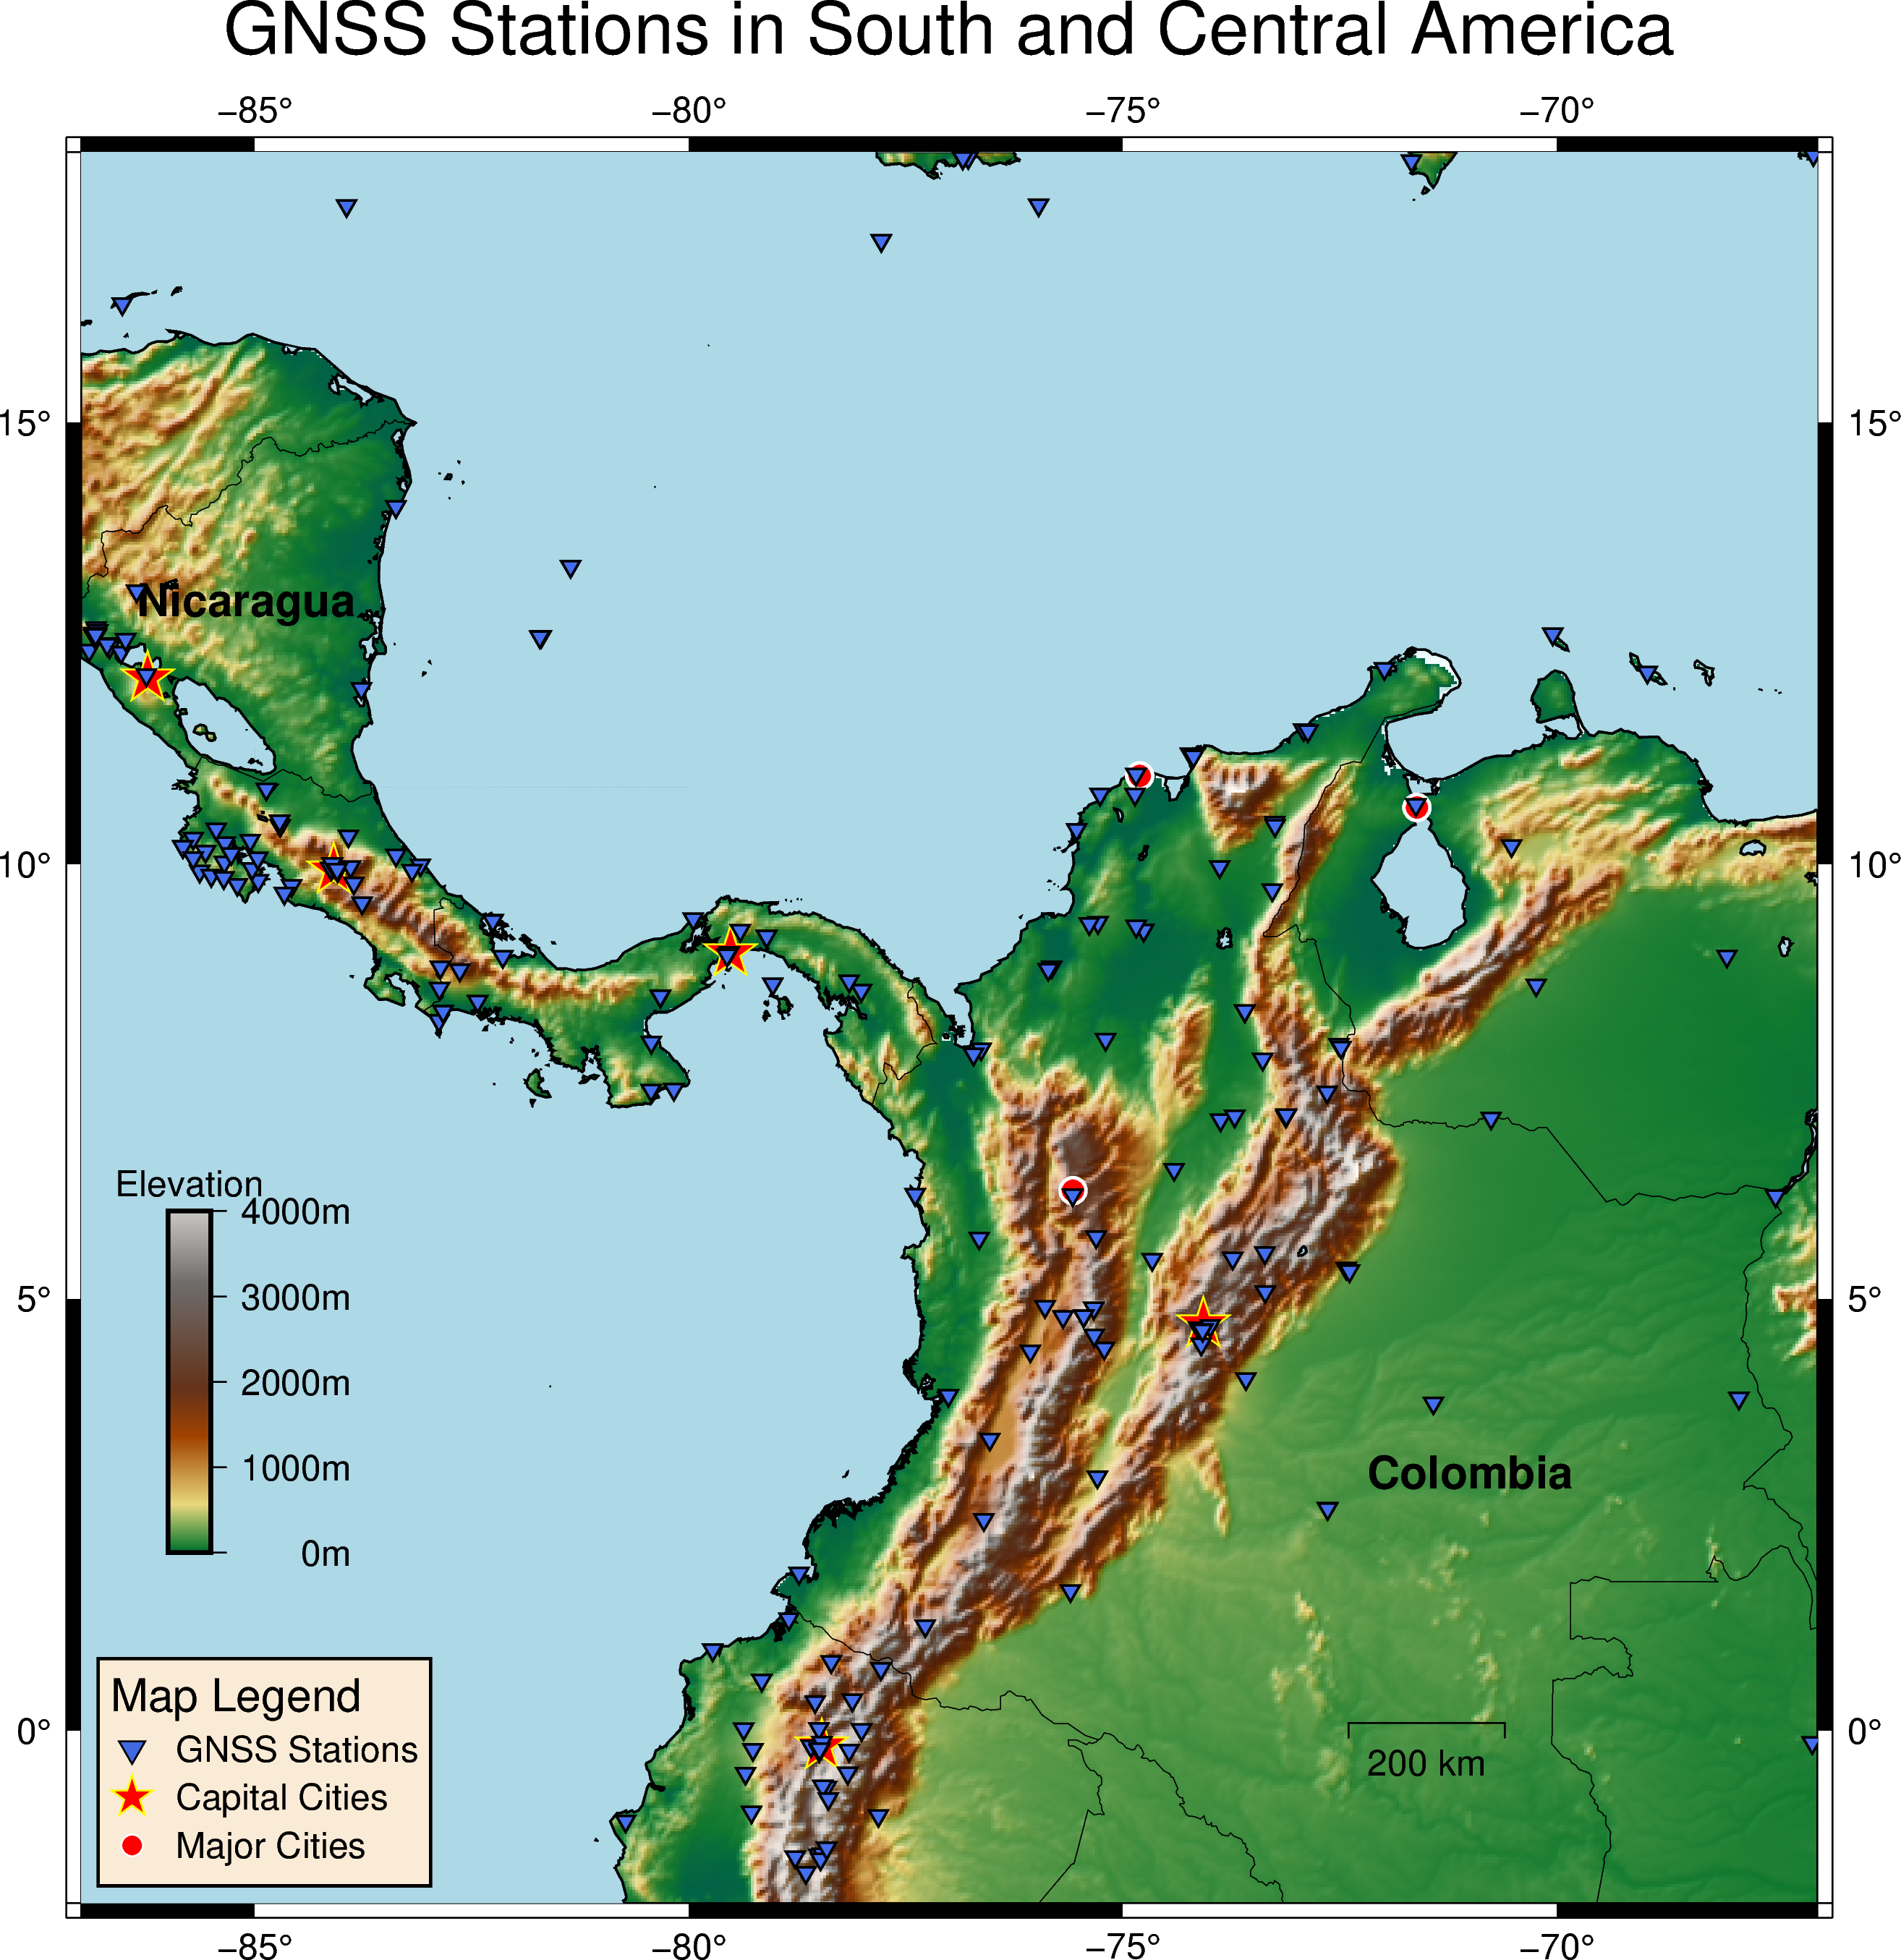 GNSS Stations in South and Central America
−85° −80° −75° −70°
15° 15°
Nicaragua
10° 10°
Elevation
4000m
3000m
2000m
1000m
0m
5° 5°
Colombia
Map Legend
GNSS Stations
Capital Cities
Major Cities
0° 0°
200 km
−85° −80° −75° −70°